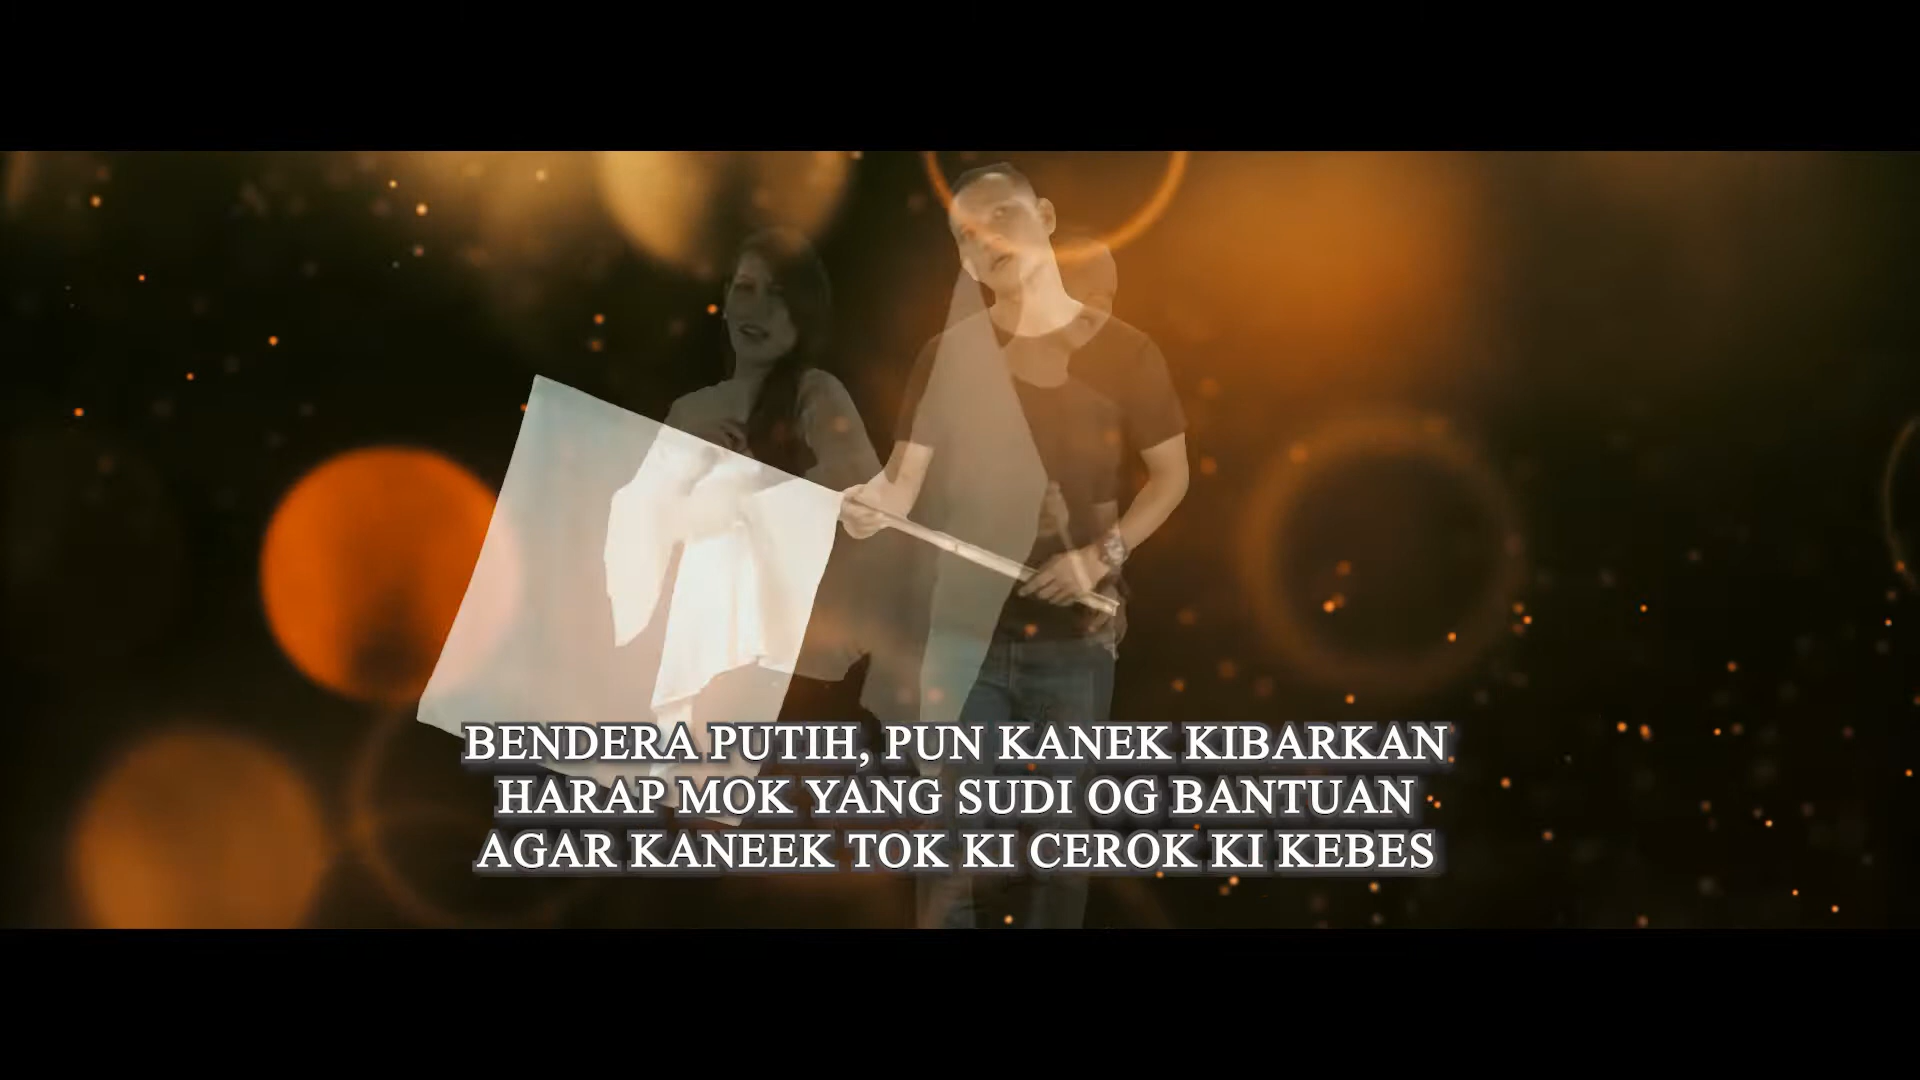 BENDERA PUTIH, PUN KANEK KIBARKAN
HARAP MOK YANG SUDI OG BANTUAN
AGAR KANEEK TOK KI CEROK KI KEBES